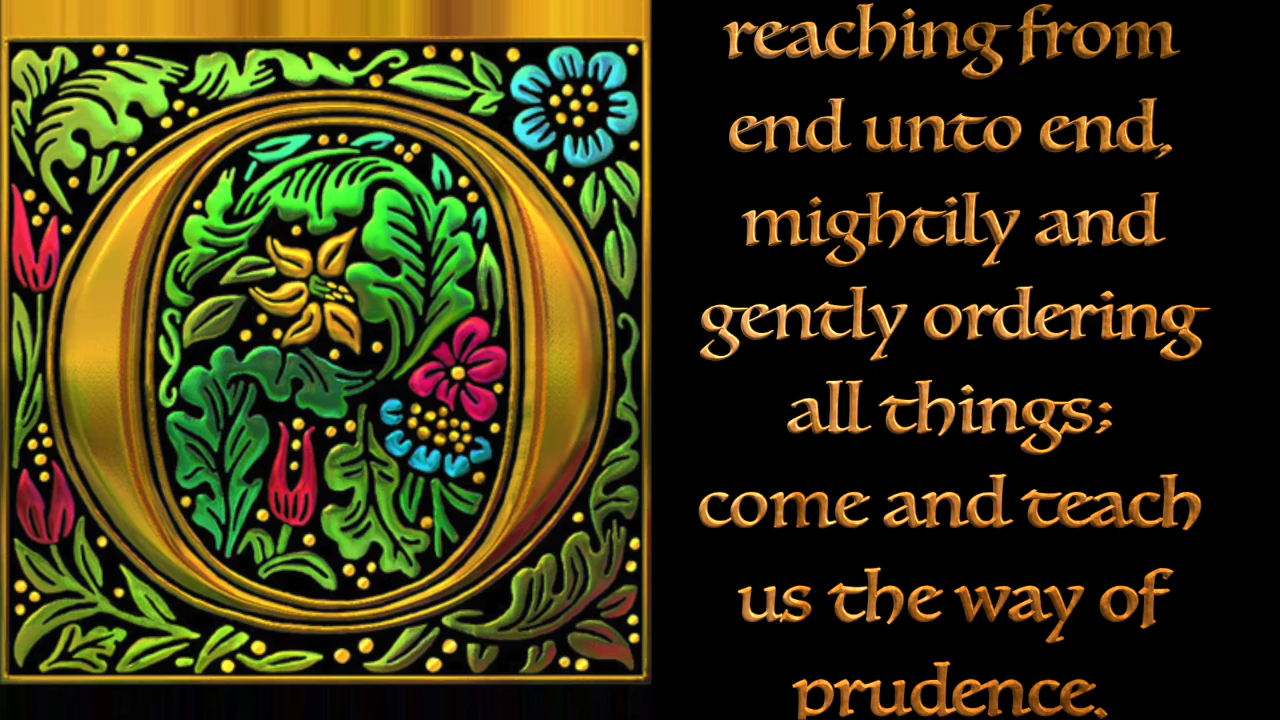 O
reaching from
end unto end,
mightily and
gently ordering
all things;
come and teach
us the way of
prudence.